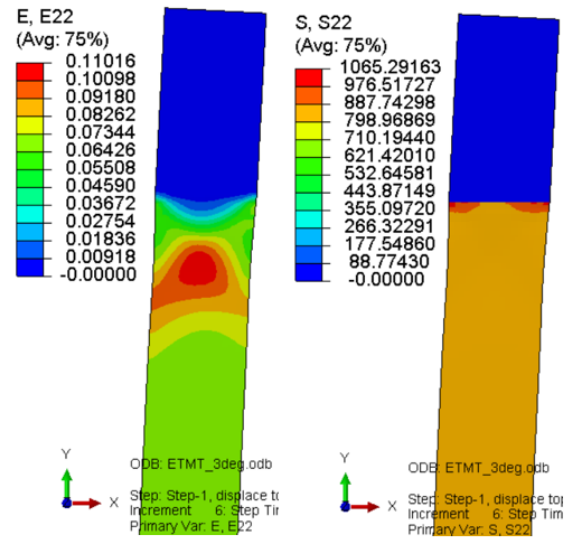 E, E22
(Avg: 75%)
0.11016
0.10098
0.09180
0.08262
0.07344
0.06426
0.05508
0.04590
0.03672
0.02754
0.01836
0.00918
-0.00000
Y
X
ODB: ETMT_3deg.odb
Step: Step-1, displace to
Increment 6: Step Tim
Primary Var: E, E22
S, S22
(Avg: 75%)
1065.29163
976.51727
887.74298
798.96869
710.19440
621.42010
532.64581
443.87149
355.09720
266.32291
177.54860
88.77430
-0.00000
Y
X
ODB: ETMT_3deg.odb
Step: Step-1, displace top
Increment 6: Step Tim
Primary Var: S, S22